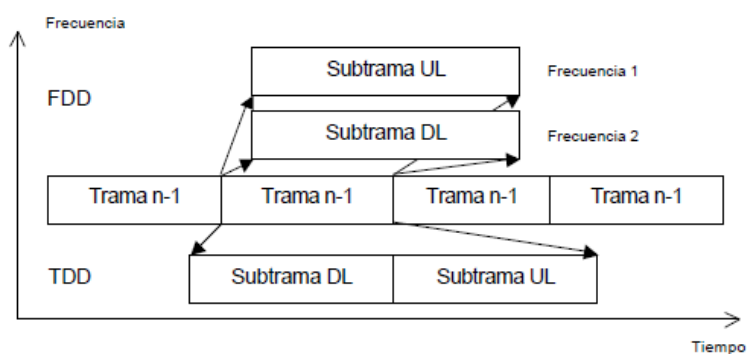 Frecuencia
Subtrama UL
Frecuencia 1
FDD
Subtrama DL
Frecuencia 2
Trama n-1 Trama n-1 Trama n-1 Trama n-1
TDD
Subtrama DL Subtrama UL
Tiempo